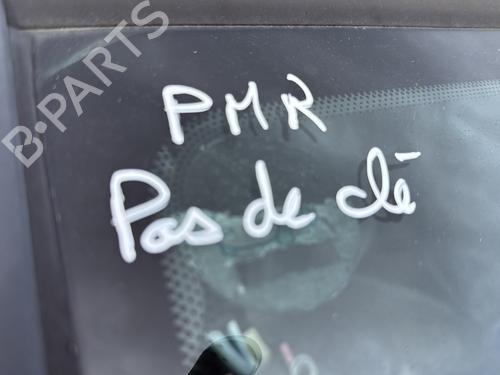 B-PARTS
PMR
Pas de clé